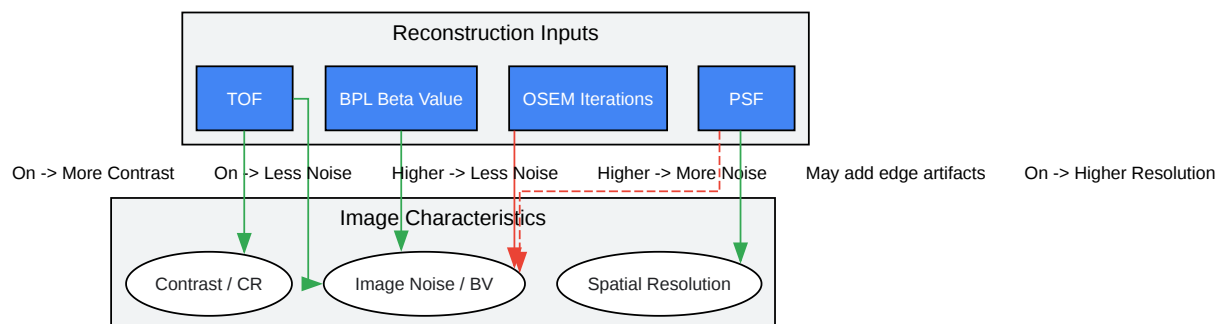 Reconstruction Inputs
TOF
BPL Beta Value
OSEM Iterations
PSF
On -> More Contrast
On -> Less Noise
Higher -> Less Noise
Higher -> More Noise
May add edge artifacts
On -> Higher Resolution
Image Characteristics
Contrast / CR
Image Noise / BV
Spatial Resolution